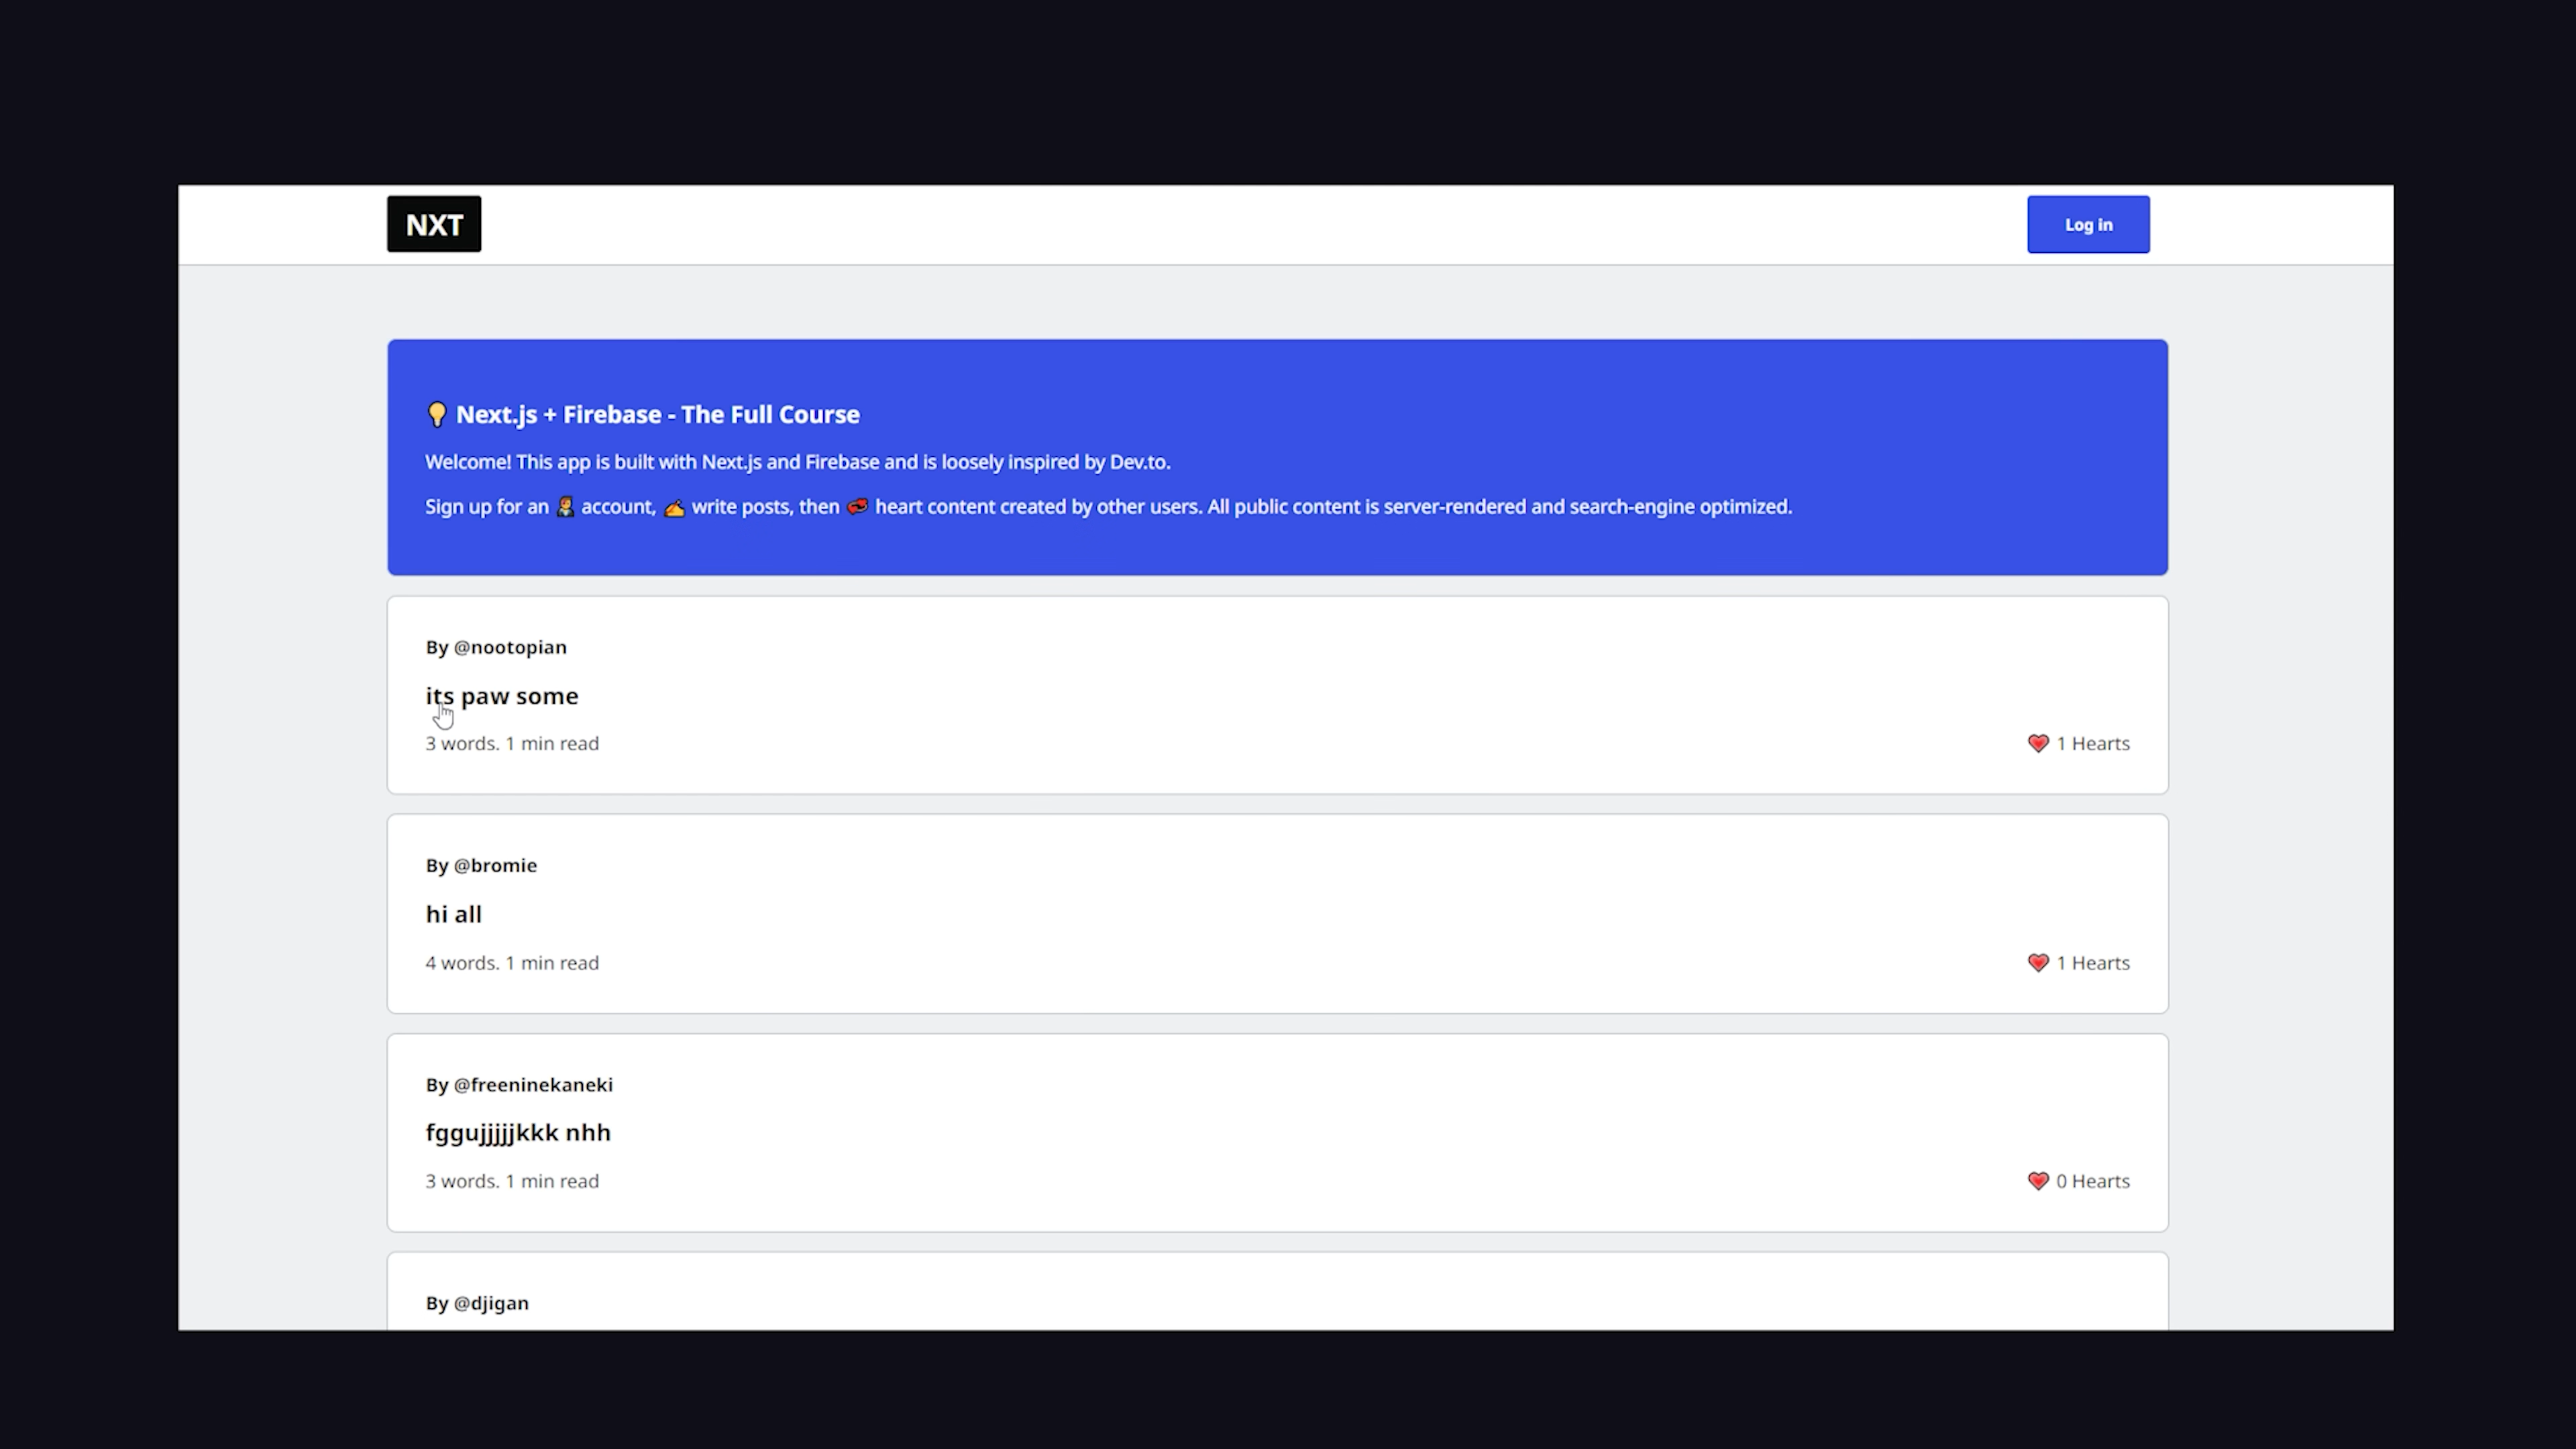 NXT
Log in
💡 Next.js + Firebase - The Full Course
Welcome! This app is built with Next.js and Firebase and is loosely inspired by Dev.to.
Sign up for an 👩‍🎤 account, ✍️ write posts, then 💞 heart content created by other users. All public content is server-rendered and search-engine optimized.
By @nootopian
its paw some
3 words. 1 min read
❤️ 1 Hearts
By @bromie
hi all
4 words. 1 min read
❤️ 1 Hearts
By @freeninekaneki
fggujjjjjkkk nhh
3 words. 1 min read
❤️ 0 Hearts
By @djigan